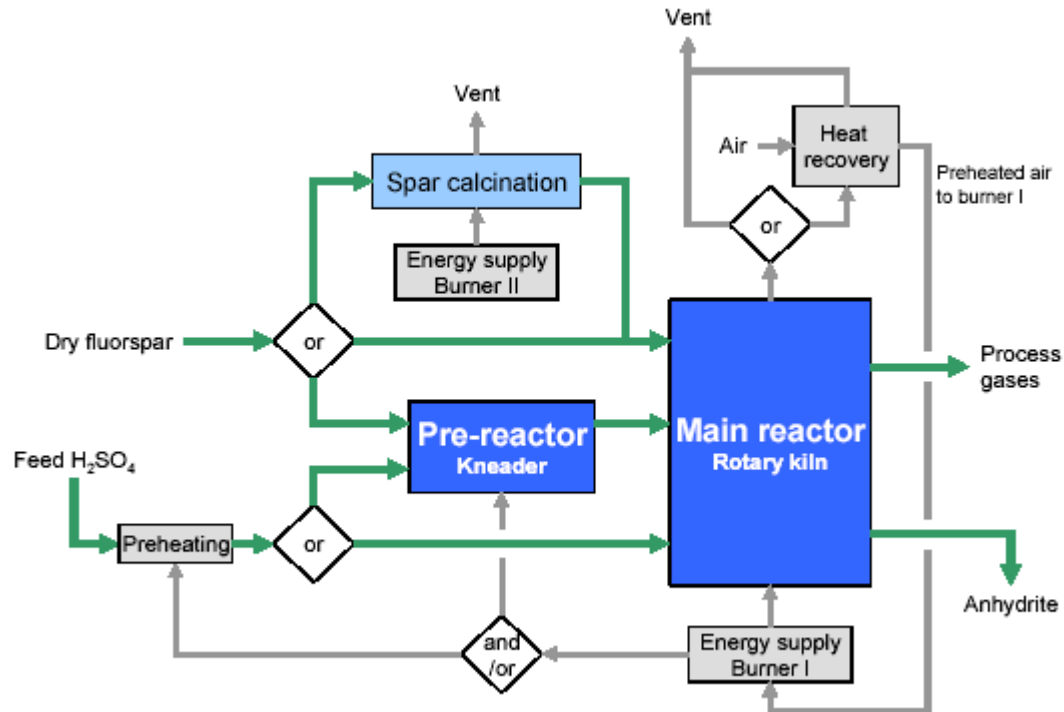 Vent
Vent
Air
Heat
recovery
Preheated air
to burner I
Spar calcination
or
Energy supply
Burner II
Dry fluorspar
or
Process
gases
Pre-reactor
Kneader
Main reactor
Rotary kiln
Feed H₂SO₄
Preheating
or
Anhydrite
and
/or
Energy supply
Burner I